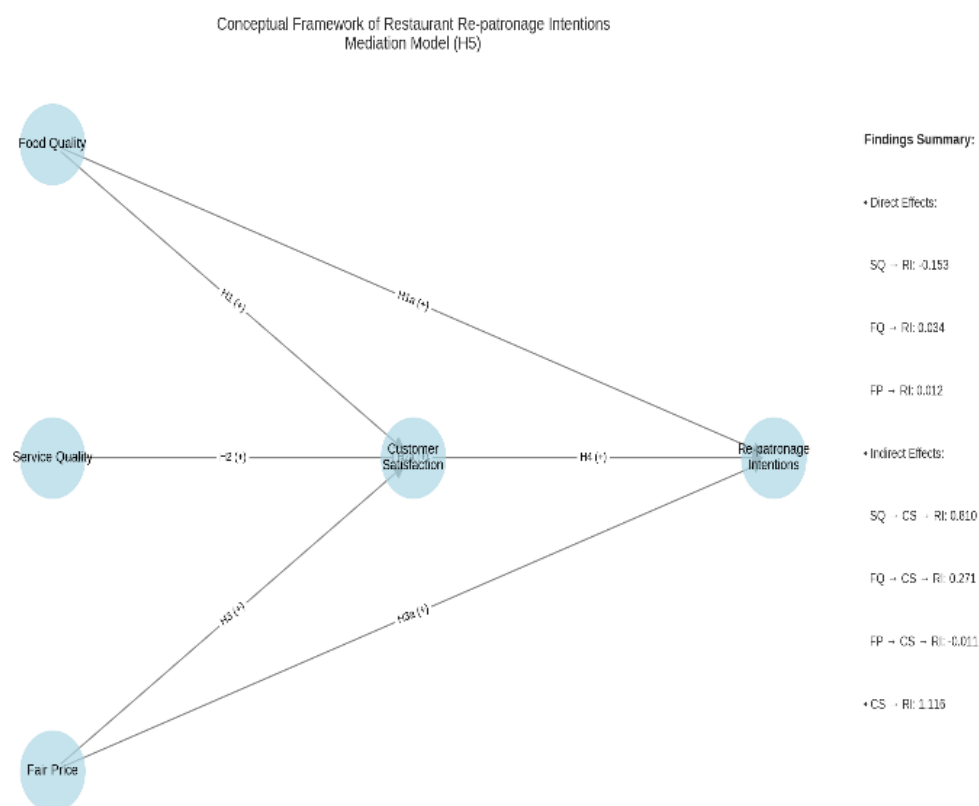 Conceptual Framework of Restaurant Re-patronage Intentions
Mediation Model (H5)
Food Quality
Findings Summary:
• Direct Effects:
SQ → RI: -0.153
H1 (+)
H1a (+)
FQ → RI: 0.034
FP → RI: 0.012
Service Quality
H2 (+)
Customer
Satisfaction
H4 (+)
Re-patronage
Intentions
• Indirect Effects:
SQ → CS → RI: 0.810
FQ → CS → RI: 0.271
H3 (+)
H3a (+)
FP → CS → RI: -0.011
• CS → RI: 1.116
Fair Price